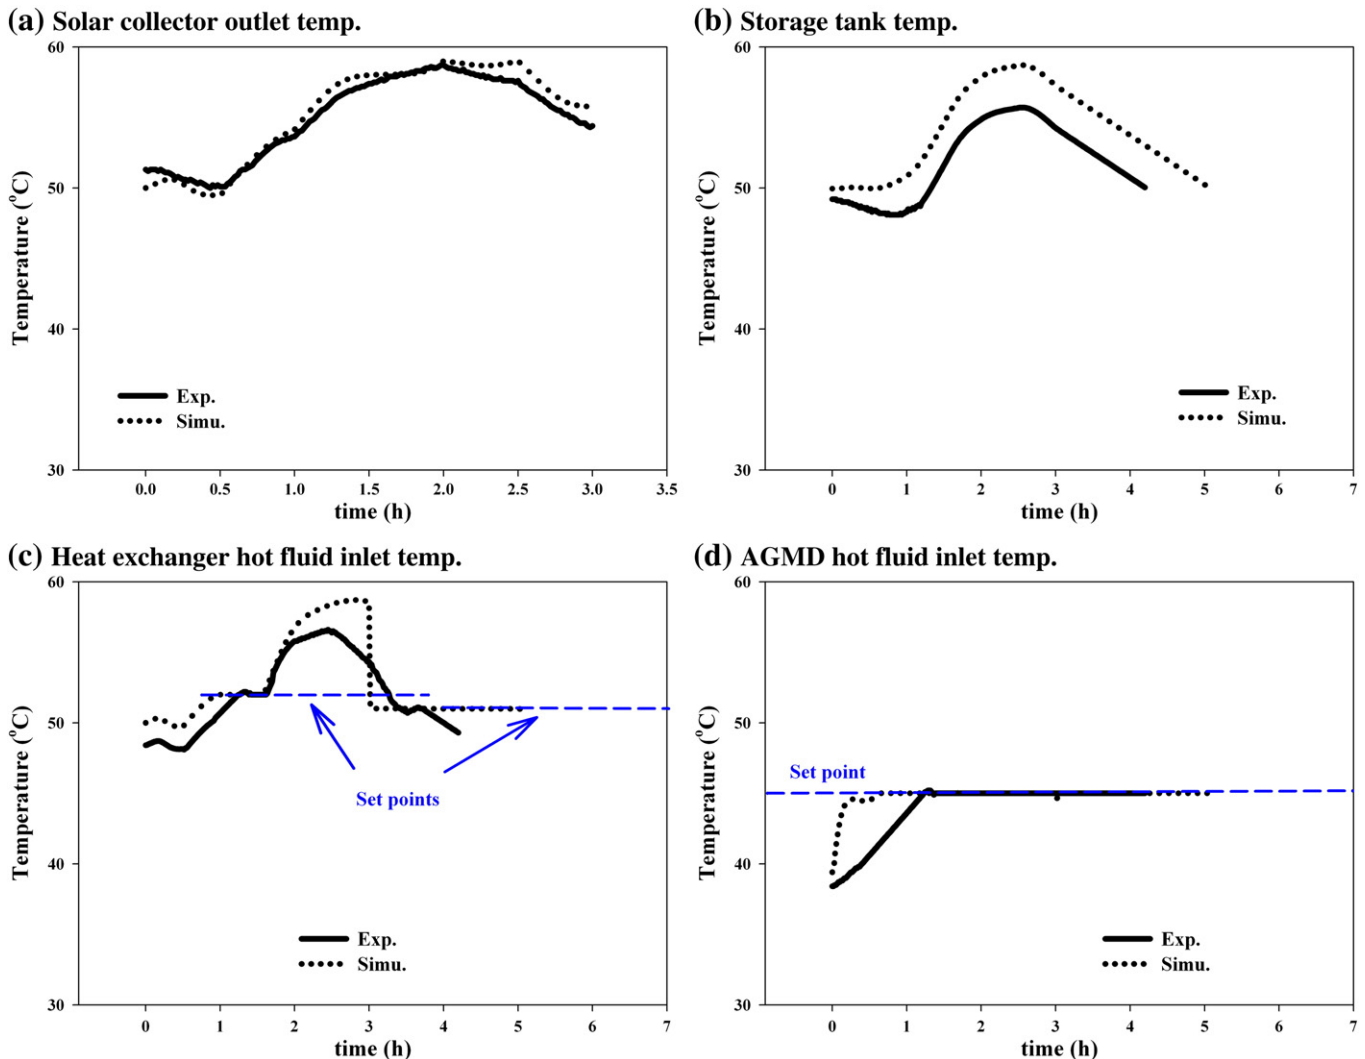 (a) Solar collector outlet temp.
60
50
40
30
Temperature (°C)
Exp.
Simu.
0.0 0.5 1.0 1.5 2.0 2.5 3.0 3.5
time (h)
(b) Storage tank temp.
60
50
40
30
Temperature (°C)
Exp.
Simu.
0 1 2 3 4 5 6 7
time (h)
(c) Heat exchanger hot fluid inlet temp.
60
50
40
30
Temperature (°C)
Set points
Exp.
Simu.
0 1 2 3 4 5 6 7
time (h)
(d) AGMD hot fluid inlet temp.
60
50
40
30
Temperature (°C)
Set point
Exp.
Simu.
0 1 2 3 4 5 6 7
time (h)